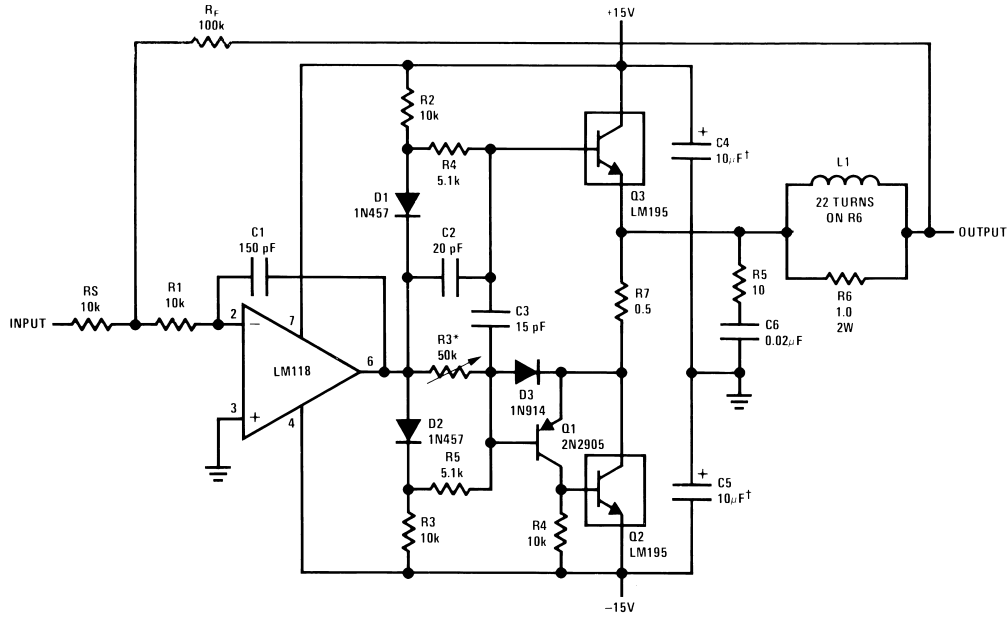 R_F
100k
+15V
R2
10k
R4
5.1k
D1
1N457
Q3
LM195
C4
10μF†
L1
22 TURNS
ON R6
OUTPUT
C1
150 pF
C2
20 pF
RS
10k
R1
10k
INPUT
2
7
LM118
6
3
4
R3*
50k
C3
15 pF
R7
0.5
R5
10
R6
1.0
2W
C6
0.02μF
D3
1N914
D2
1N457
Q1
2N2905
R5
5.1k
R3
10k
R4
10k
Q2
LM195
C5
10μF†
−15V